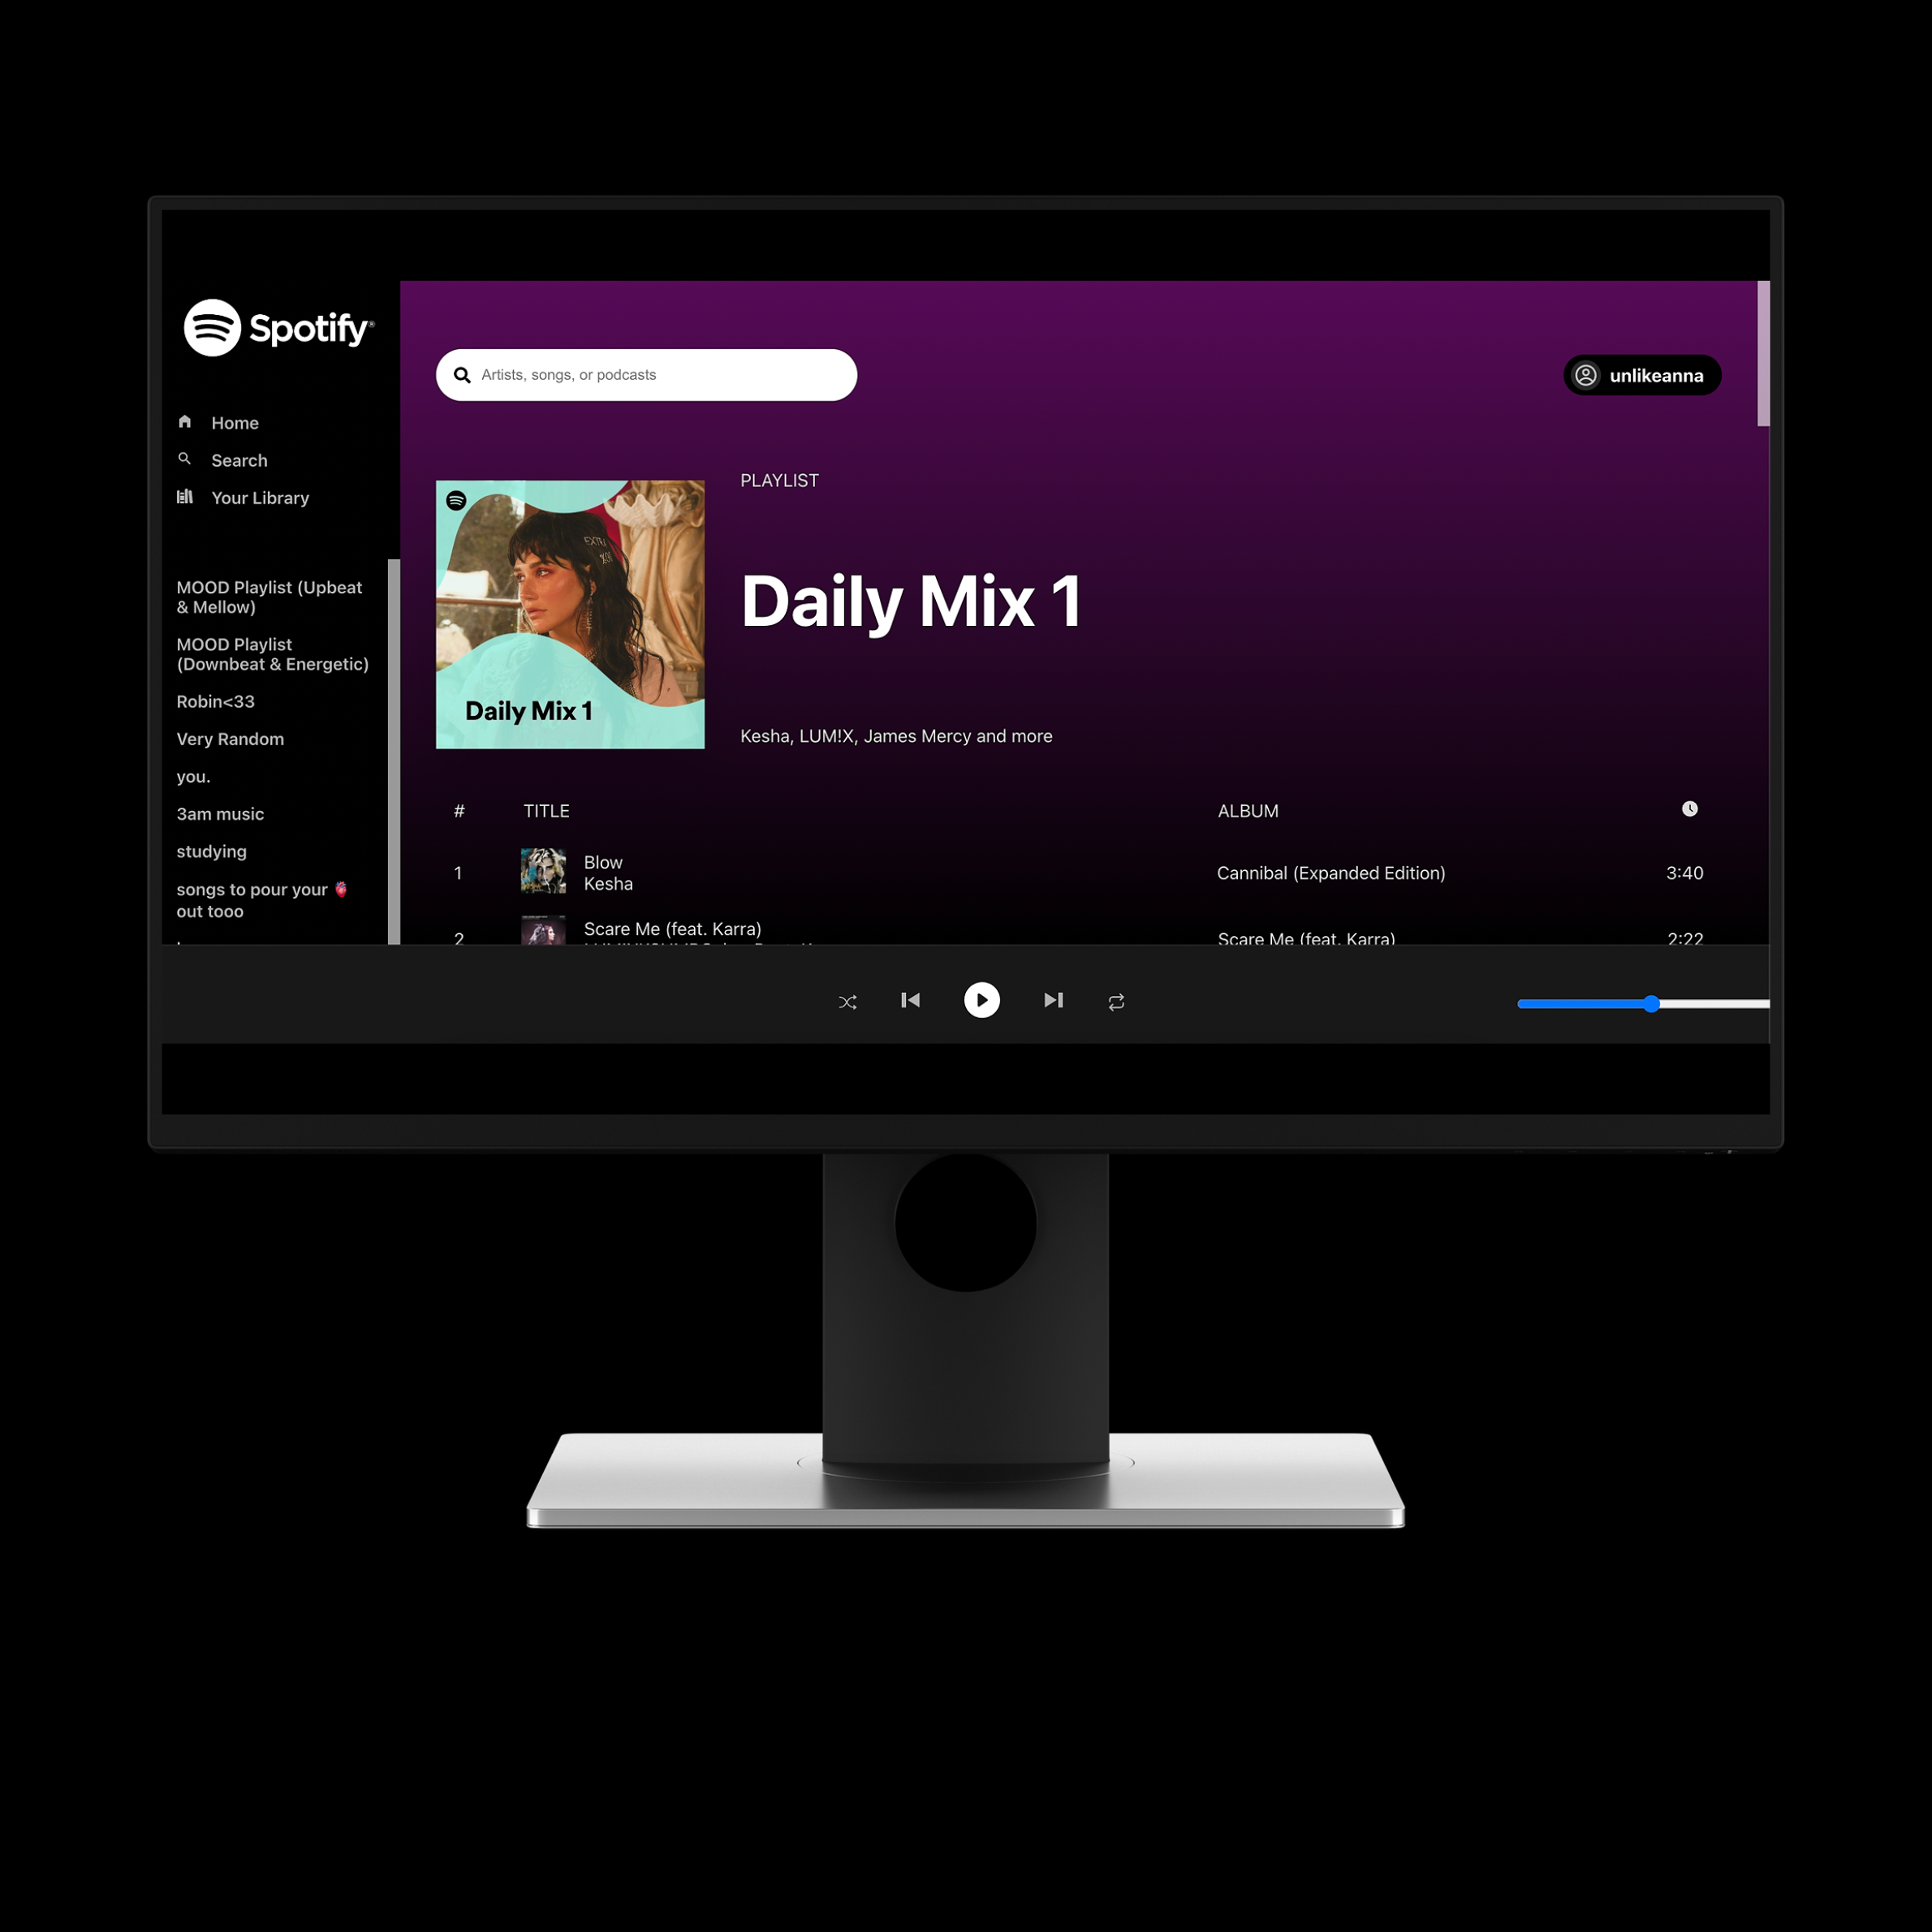 Spotify®
Home
Search
Your Library
MOOD Playlist (Upbeat
& Mellow)
MOOD Playlist
(Downbeat & Energetic)
Robin<33
Very Random
you.
3am music
studying
songs to pour your 🫀
out tooo
Artists, songs, or podcasts
unlikeanna
Daily Mix 1
PLAYLIST
Daily Mix 1
Kesha, LUM!X, James Mercy and more
# TITLE ALBUM
1 Blow Cannibal (Expanded Edition) 3:40
Kesha
2 Scare Me (feat. Karra) Scare Me (feat. Karra) 2:22